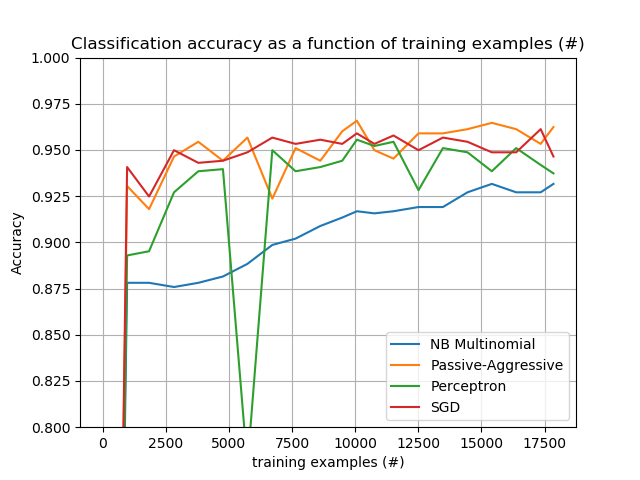 Classification accuracy as a function of training examples (#)
1.000
0.975
0.950
0.925
0.900
0.875
0.850
0.825
0.800
Accuracy
NB Multinomial
Passive-Aggressive
Perceptron
SGD
0 2500 5000 7500 10000 12500 15000 17500
training examples (#)